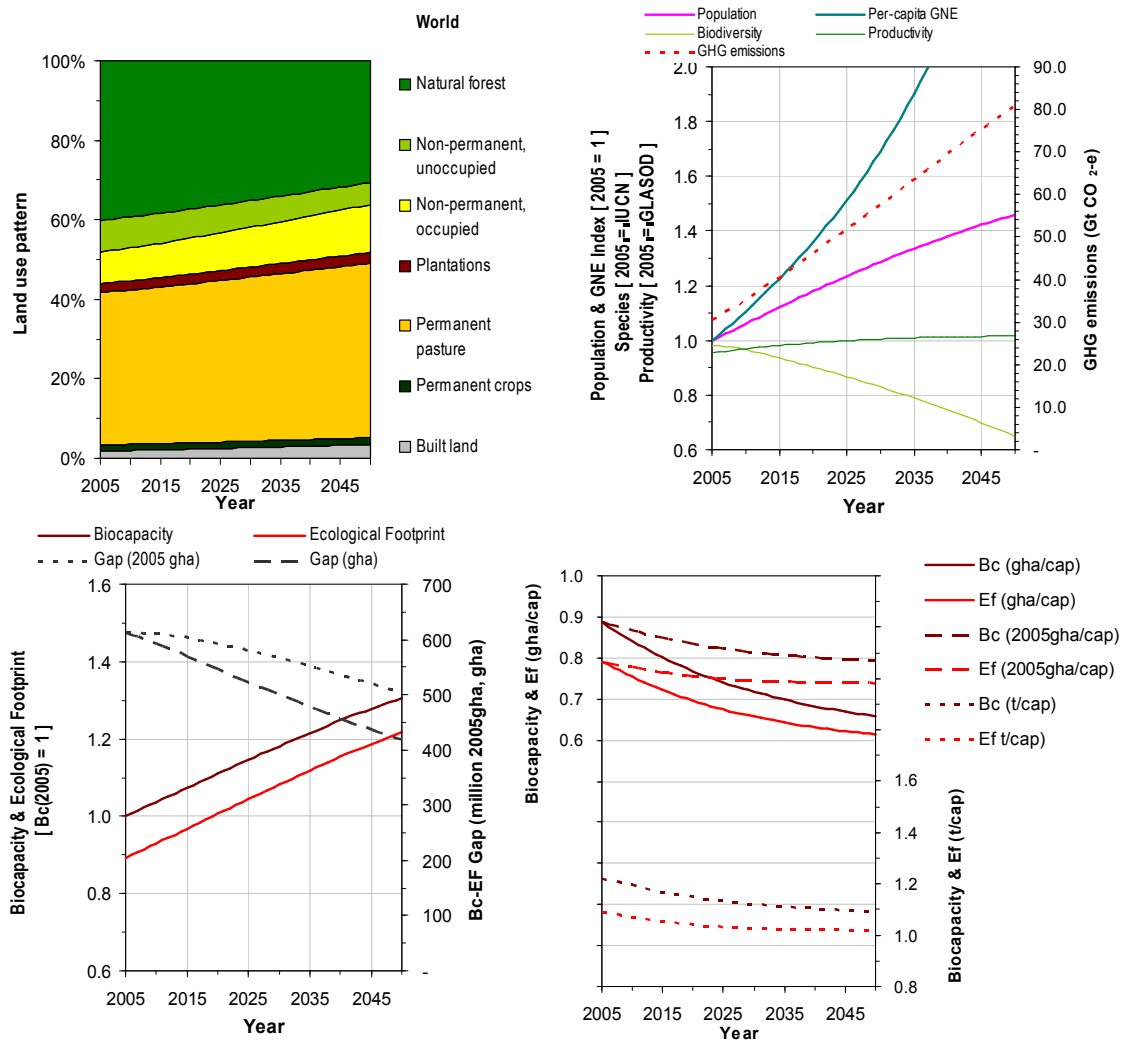 World
100%
80%
60%
40%
20%
0%
Land use pattern
2005 2015 2025 2035 2045
Year
Natural forest
Non-permanent,
unoccupied
Non-permanent,
occupied
Plantations
Permanent
pasture
Permanent crops
Built land
Population
Per-capita GNE
Biodiversity
Productivity
GHG emissions
2.0
1.8
1.6
1.4
1.2
1.0
0.8
0.6
Population & GNE Index [ 2005 = 1 ]
Species [ 2005 = IUCN ]
Productivity [ 2005 = GLASOD ]
90.0
80.0
70.0
60.0
50.0
40.0
30.0
20.0
10.0
-
GHG emissions (Gt CO 2-e)
2005 2015 2025 2035 2045
Year
Biocapacity
Ecological Footprint
Gap (2005 gha)
Gap (gha)
1.6
1.4
1.2
1.0
0.8
0.6
Biocapacity & Ecological Footprint
[ Bc(2005) = 1 ]
700
600
500
400
300
200
100
-
Bc-EF Gap (million 2005gha, gha)
2005 2015 2025 2035 2045
Year
1.0
0.9
0.8
0.7
0.6
Biocapacity & Ef (gha/cap)
1.6
1.4
1.2
1.0
0.8
Biocapacity & Ef (t/cap)
2005 2015 2025 2035 2045
Year
Bc (gha/cap)
Ef (gha/cap)
Bc (2005gha/cap)
Ef (2005gha/cap)
Bc (t/cap)
Ef t/cap)